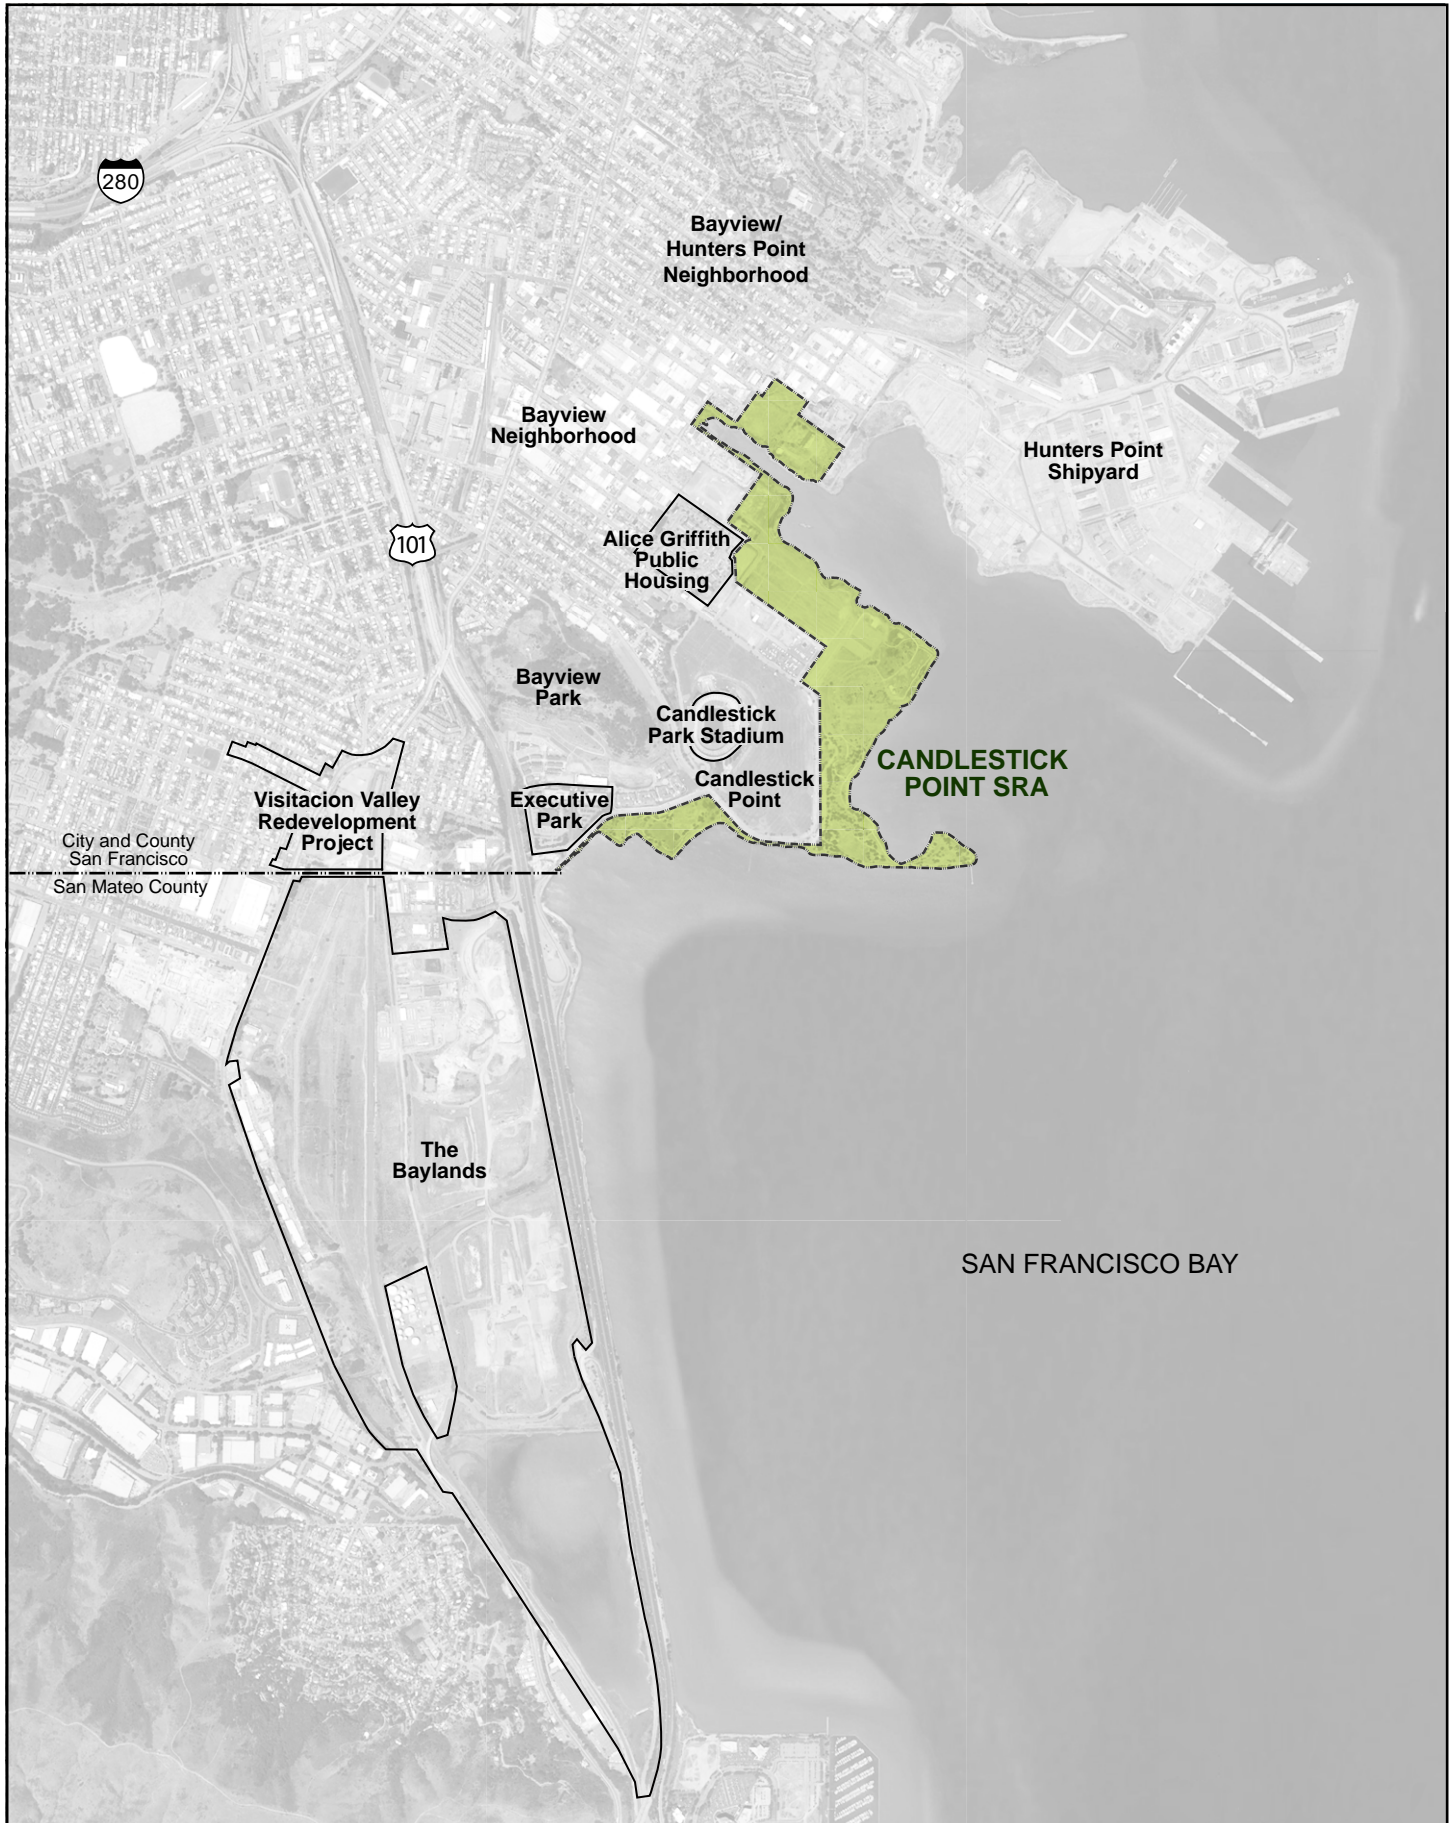 280
Bayview/
Hunters Point
Neighborhood
Bayview
Neighborhood
Hunters Point
Shipyard
101
Alice Griffith
Public
Housing
Bayview
Park
Candlestick
Park Stadium
CANDLESTICK
POINT SRA
Candlestick
Point
Executive
Park
Visitacion Valley
Redevelopment
Project
City and County
San Francisco
San Mateo County
The
Baylands
SAN FRANCISCO BAY